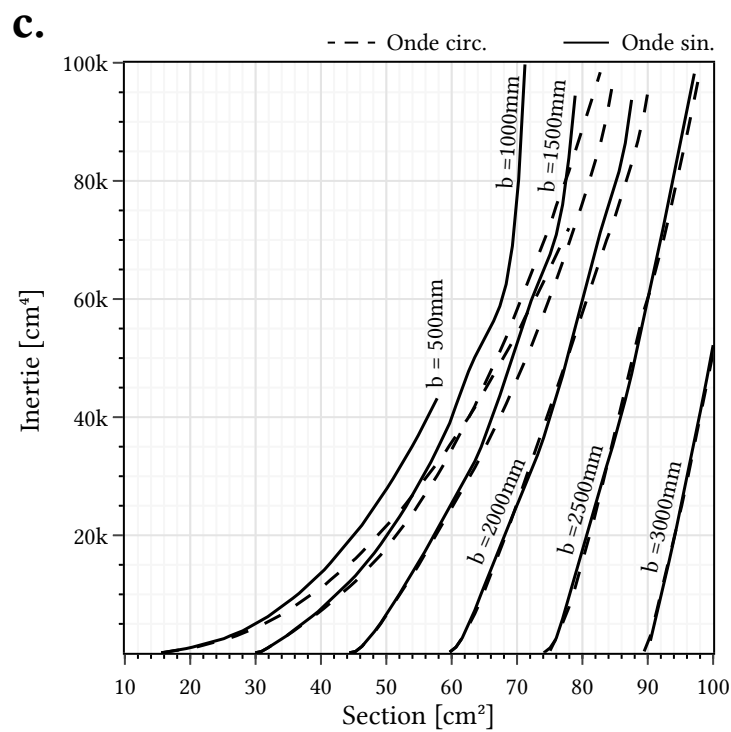 c.
Onde circ.
Onde sin.
100k
80k
60k
40k
20k
Inertie [cm⁴]
b = 500mm
b =1000mm
b =1500mm
b =2000mm
b =2500mm
b =3000mm
10 20 30 40 50 60 70 80 90 100
Section [cm²]